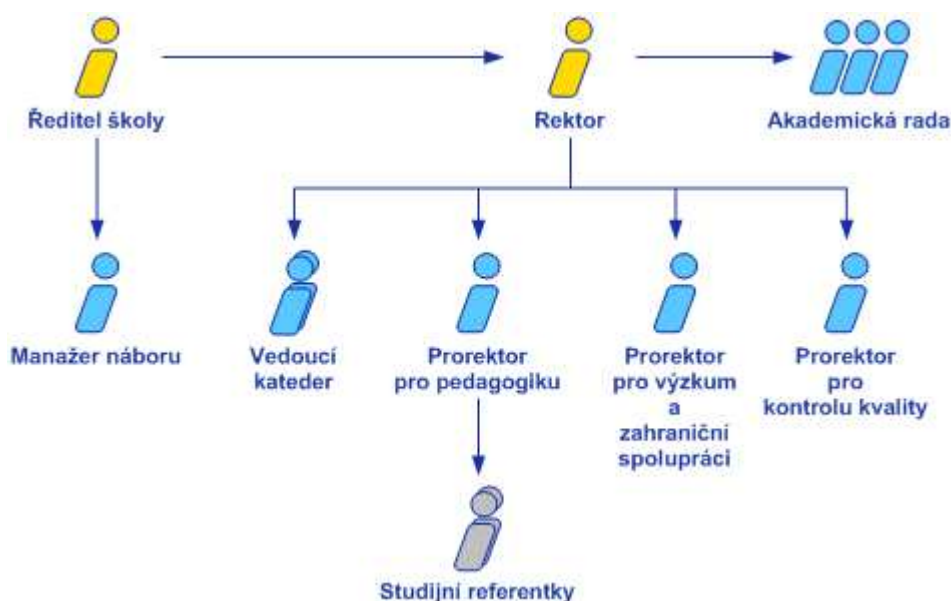 Ředitel školy
Rektor
Akademická rada
Manažer náboru
Vedoucí
kateder
Prorektor
pro pedagogiku
Prorektor
pro výzkum
a
zahraniční
spolupráci
Prorektor
pro
kontrolu kvality
Studijní referentky